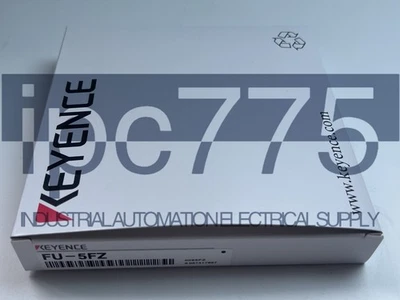 ipc775
KEYENCE
www.keyence.com
INDUSTRIAL AUTOMATION ELECTRICAL SUPPLY
KEYENCE
FU-5FZ